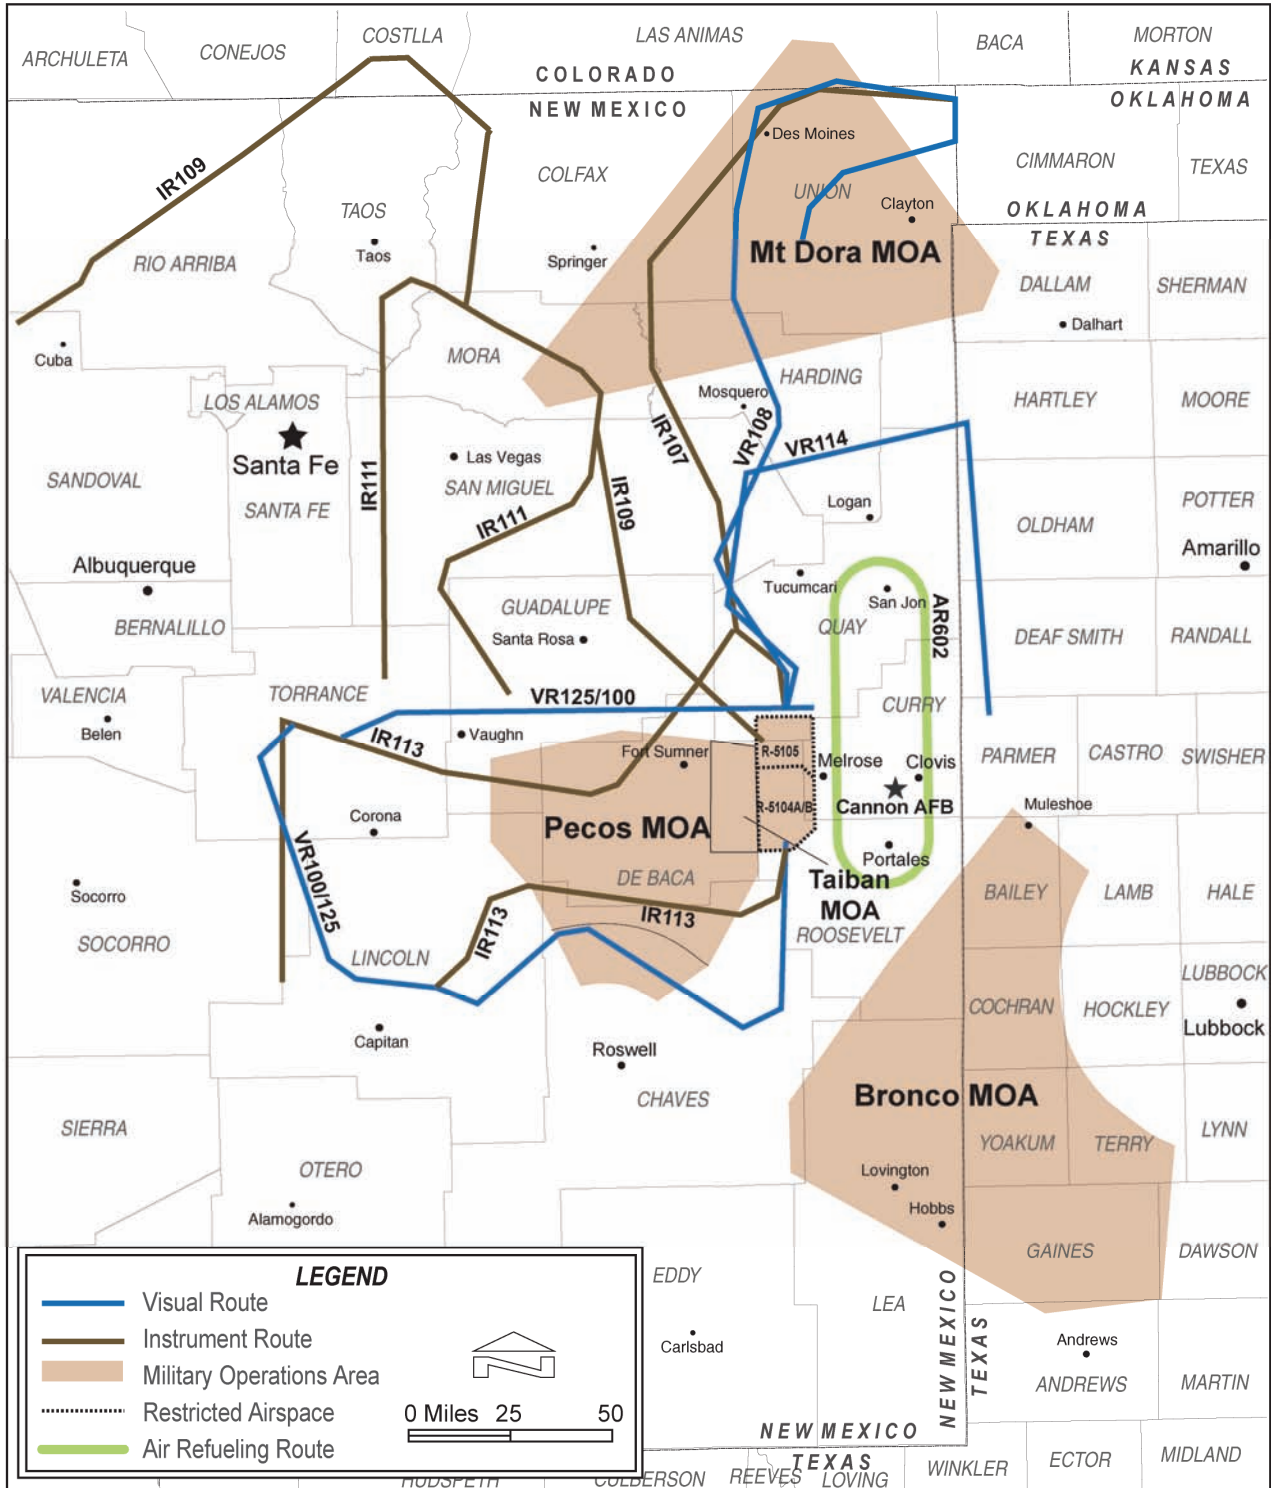 ARCHULETA
CONEJOS
COSTLLA
LAS ANIMAS
BACA
MORTON
COLORADO
KANSAS
NEW MEXICO
OKLAHOMA
Des Moines
COLFAX
CIMMARON
TEXAS
IR109
UNION
TAOS
Clayton
OKLAHOMA
TEXAS
Taos
RIO ARRIBA
Springer
Mt Dora MOA
DALLAM
SHERMAN
Dalhart
Cuba
MORA
HARDING
Mosquero
LOS ALAMOS
HARTLEY
MOORE
Santa Fe
IR107
VR108
VR114
Las Vegas
SANDOVAL
IR111
SAN MIGUEL
SANTA FE
IR109
Logan
POTTER
IR111
OLDHAM
Amarillo
Albuquerque
Tucumcari
San Jon
AR602
GUADALUPE
BERNALILLO
QUAY
DEAF SMITH
RANDALL
Santa Rosa
VALENCIA
TORRANCE
VR125/100
CURRY
Belen
IR113
Vaughn
Fort Sumner
R-5105
Melrose
Clovis
PARMER
CASTRO
SWISHER
R-5104A/B
Cannon AFB
Muleshoe
Corona
Pecos MOA
VR100/125
Portales
DE BACA
Taiban
MOA
BAILEY
LAMB
HALE
Socorro
IR113
IR113
ROOSEVELT
SOCORRO
LINCOLN
LUBBOCK
COCHRAN
HOCKLEY
Lubbock
Capitan
Roswell
CHAVES
Bronco MOA
SIERRA
YOAKUM
TERRY
LYNN
OTERO
Lovington
Hobbs
Alamogordo
GAINES
DAWSON
LEGEND
Visual Route
Instrument Route
Military Operations Area
Restricted Airspace
Air Refueling Route
N
0 Miles 25 50
EDDY
LEA
NEW MEXICO
TEXAS
Carlsbad
Andrews
ANDREWS
MARTIN
NEW MEXICO
TEXAS
HUDSPETH
CULBERSON
REEVES
LOVING
WINKLER
ECTOR
MIDLAND